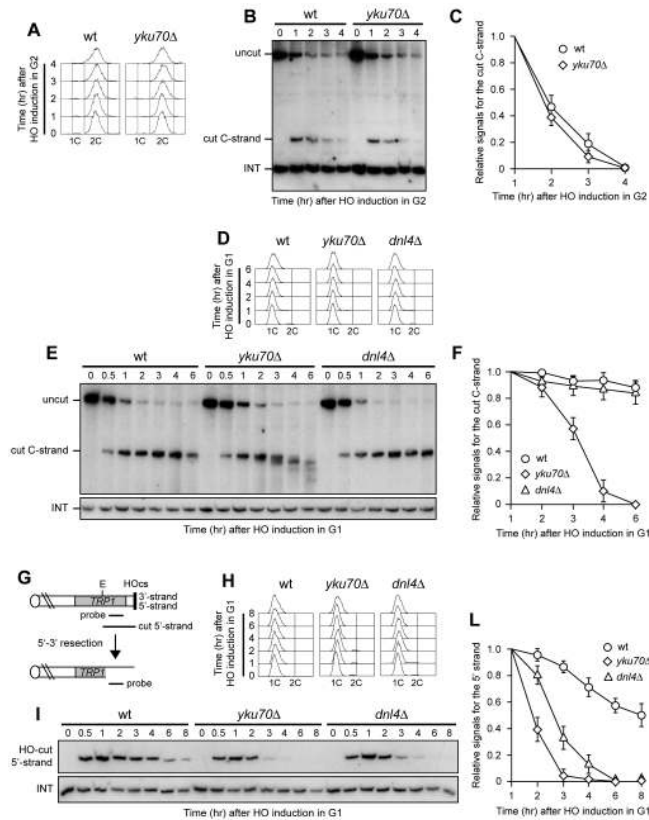 A
wt
yku70Δ
Time (hr) after
HO induction in G2
4
3
2
1
0
1C 2C
1C 2C
B
wt
yku70Δ
0 1 2 3 4 0 1 2 3 4
uncut
cut C-strand
INT
Time (hr) after HO induction in G2
C
Relative signals for the cut C-strand
1.0
0.8
0.6
0.4
0.2
0
wt
yku70Δ
1 2 3 4
Time (hr) after HO induction in G2
D
wt
yku70Δ
dnl4Δ
Time (hr) after
HO induction in G1
6
4
2
1
0
1C 2C
1C 2C
1C 2C
E
wt
yku70Δ
dnl4Δ
0 0.5 1 2 3 4 6 0 0.5 1 2 3 4 6 0 0.5 1 2 3 4 6
uncut
cut C-strand
INT
Time (hr) after HO induction in G1
F
Relative signals for the cut C-strand
1.0
0.8
0.6
0.4
0.2
0
wt
yku70Δ
dnl4Δ
1 2 3 4 6
Time (hr) after HO induction in G1
G
E
HOcs
TRP1
3'-strand
5'-strand
probe
cut 5'-strand
5'-3' resection
TRP1
probe
H
wt
yku70Δ
dnl4Δ
Time (hr) after
HO induction in G1
8
6
4
2
1
0
1C 2C
1C 2C
1C 2C
I
wt
yku70Δ
dnl4Δ
0 0.5 1 2 3 4 6 8 0 0.5 1 2 3 4 6 8 0 0.5 1 2 3 4 6 8
HO-cut
5'-strand
INT
Time (hr) after HO induction in G1
L
Relative signals for the 5' strand
1.0
0.8
0.6
0.4
0.2
0
wt
yku70Δ
dnl4Δ
1 2 3 4 6 8
Time (hr) after HO induction in G1